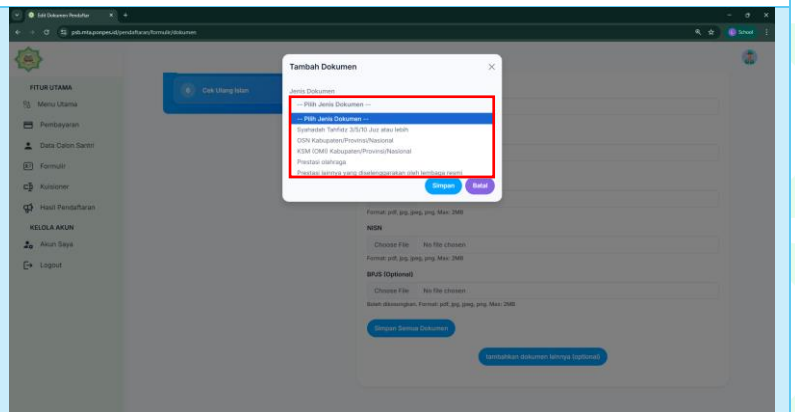 Edit Dokumen Pendaftar
psb.mta.ponpes.id/pendaftaran/formulir/dokumen
School
FITUR UTAMA
Menu Utama
Pembayaran
Data Calon Santri
Formulir
Kuisioner
Hasil Pendaftaran
KELOLA AKUN
Akun Saya
Logout
Cek Ulang Isian
Tambah Dokumen
Jenis Dokumen
-- Pilih Jenis Dokumen --
-- Pilih Jenis Dokumen --
Syahadah Tahfidz 3/5/10 Juz atau lebih
OSN Kabupaten/Provinsi/Nasional
KSM (OMI) Kabupaten/Provinsi/Nasional
Prestasi olahraga
Prestasi lainnya yang diselenggarakan oleh lembaga resmi
Simpan Batal
Format: pdf, jpg, jpeg, png. Max: 2MB
NISN
Choose File No file chosen
Format: pdf, jpg, jpeg, png. Max: 2MB
BPJS (Optional)
Choose File No file chosen
Boleh dikosongkan. Format: pdf, jpg, jpeg, png. Max: 2MB
Simpan Semua Dokumen
tambahkan dokumen lainnya (optional)